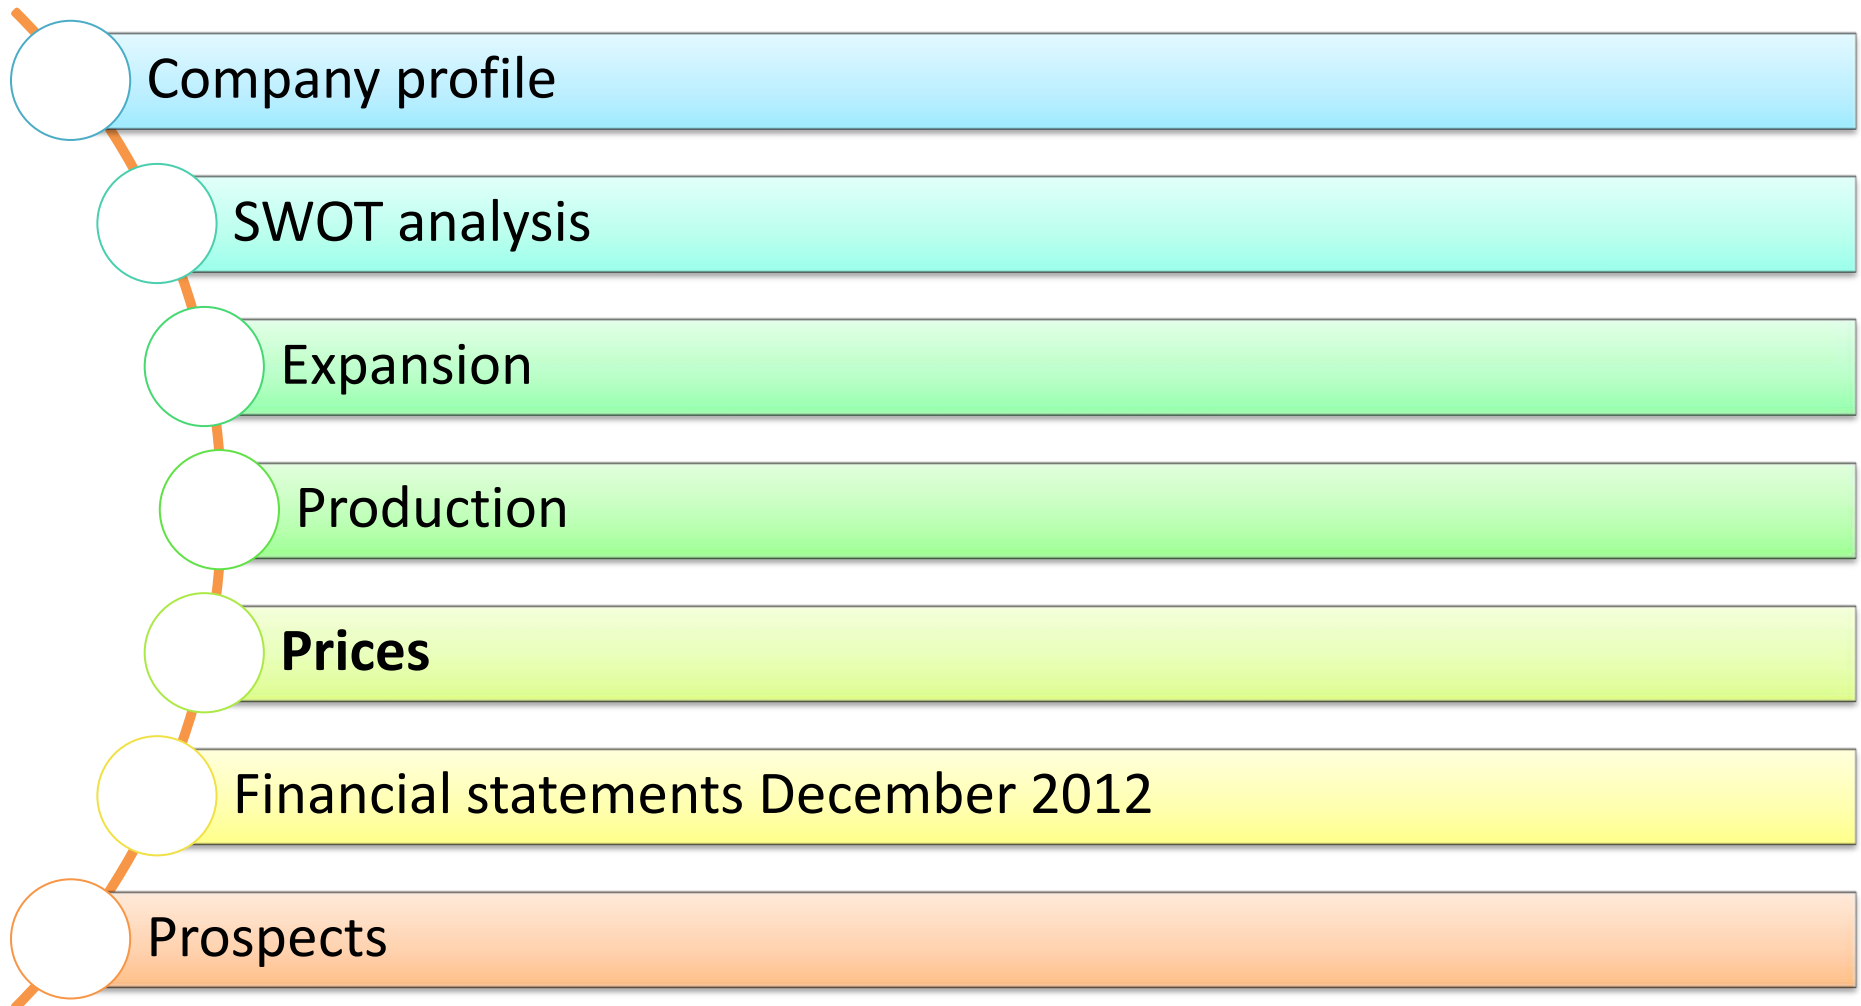 Company profile
SWOT analysis
Expansion
Production
Prices
Financial statements December 2012
Prospects